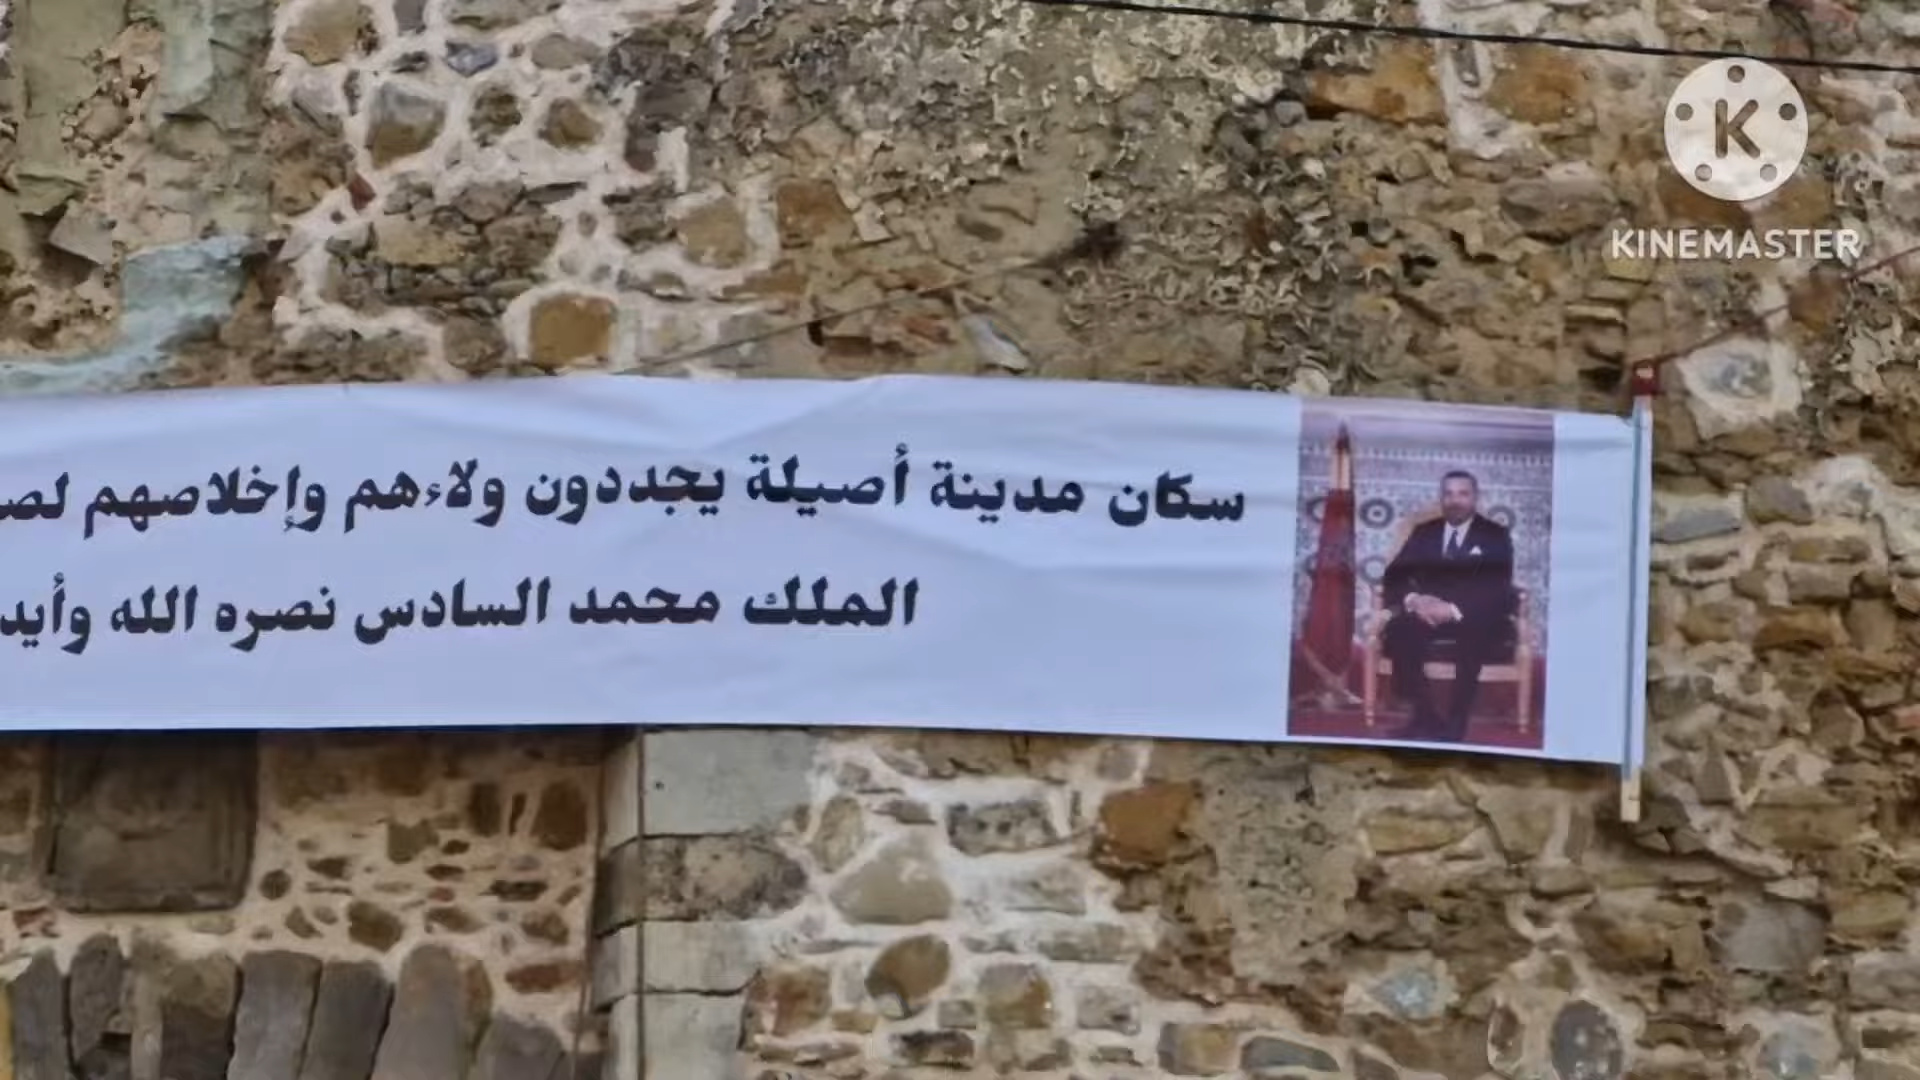 سكان مدينة أصيلة يجددون ولاءهم وإخلاصهم لص
الملك محمد السادس نصره الله وأيد
K
KINEMASTER